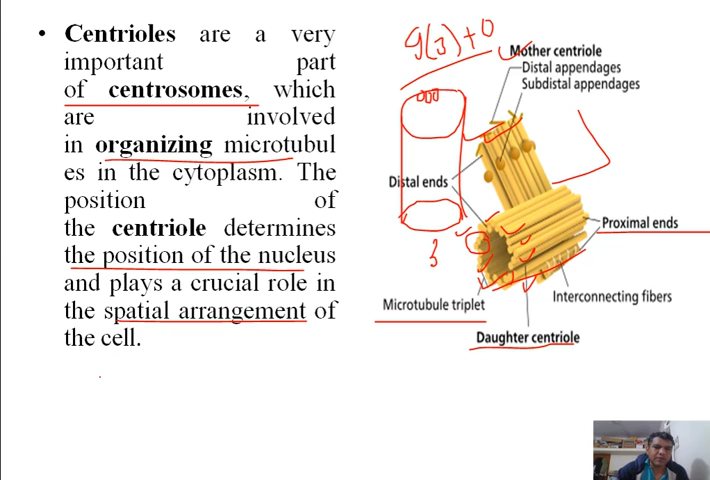 • Centrioles are a very
important part
of centrosomes, which
are involved
in organizing microtubul
es in the cytoplasm. The
position of
the centriole determines
the position of the nucleus
and plays a crucial role in
the spatial arrangement of
the cell.
9(3)+0
Mother centriole
Distal appendages
Subdistal appendages
Distal ends
Proximal ends
3
Microtubule triplet
Interconnecting fibers
Daughter centriole